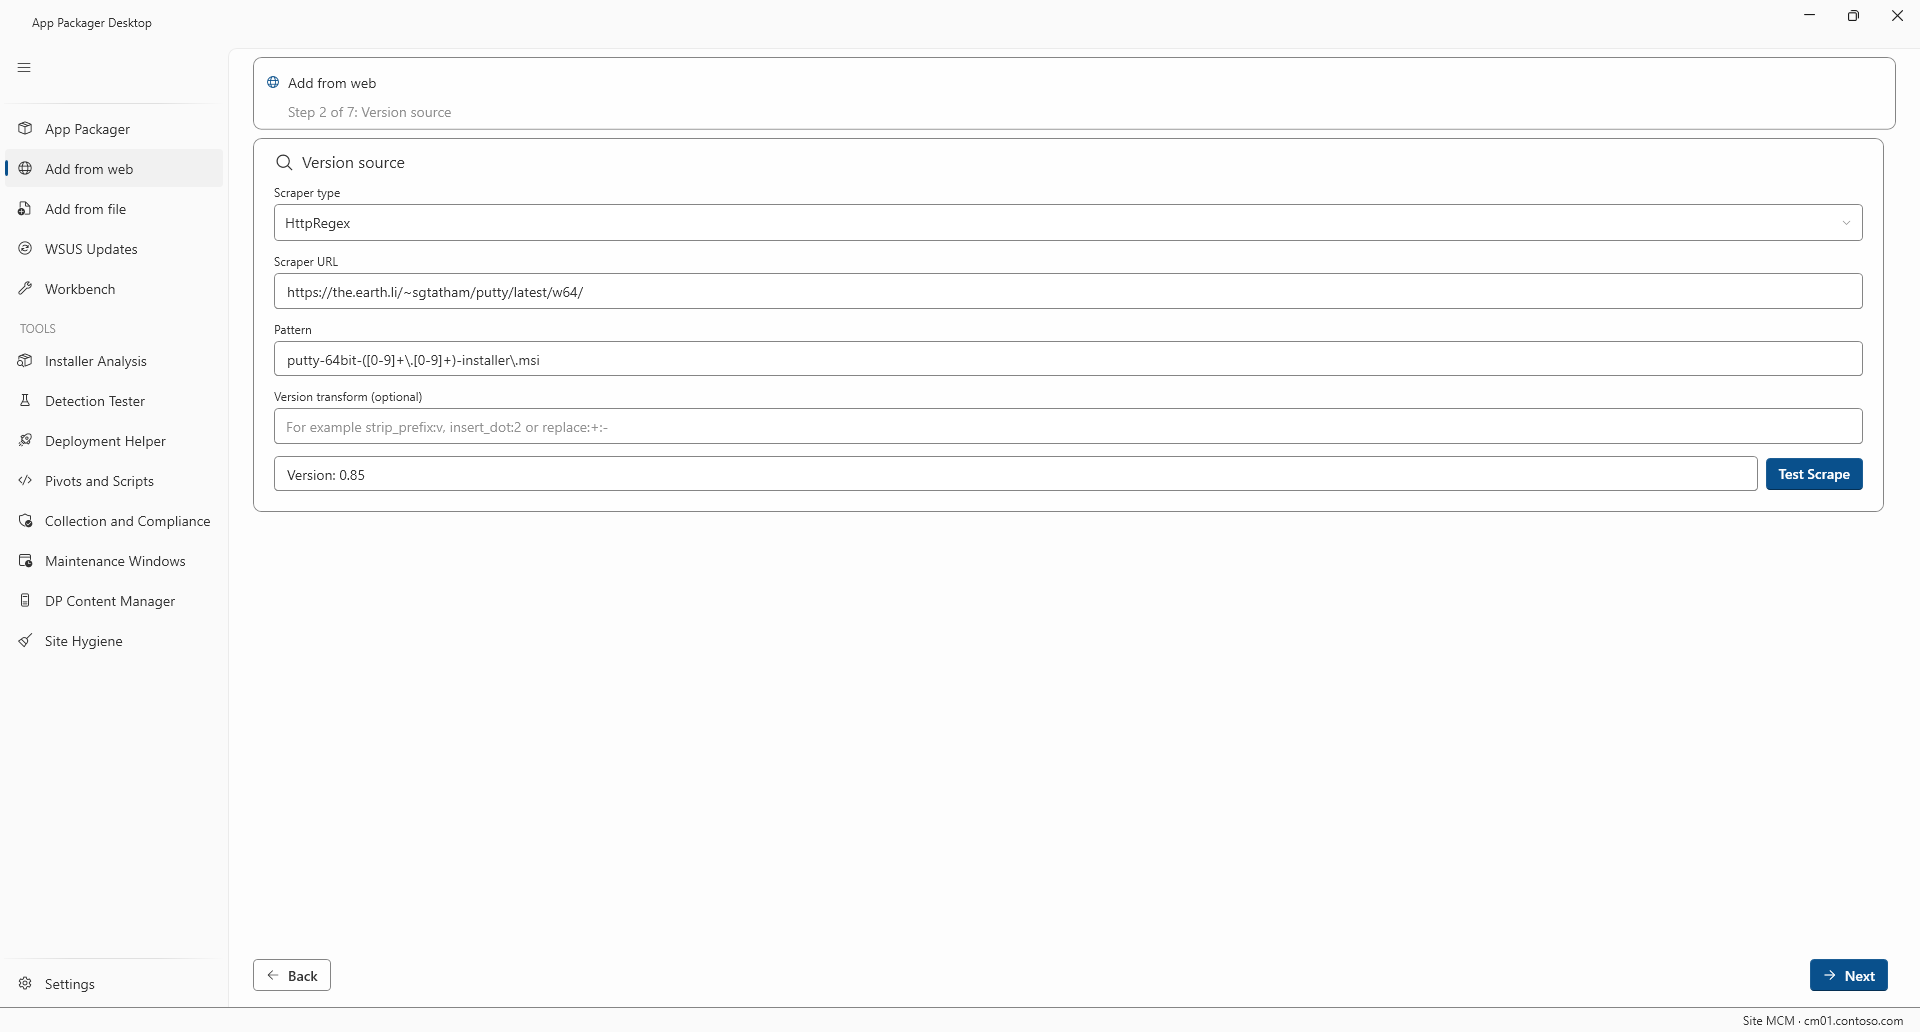 App Packager Desktop
App Packager
Add from web
Add from file
WSUS Updates
Workbench
TOOLS
Installer Analysis
Detection Tester
Deployment Helper
Pivots and Scripts
Collection and Compliance
Maintenance Windows
DP Content Manager
Site Hygiene
Settings
Add from web
Step 2 of 7: Version source
Version source
Scraper type
HttpRegex
Scraper URL
https://the.earth.li/~sgtatham/putty/latest/w64/
Pattern
putty-64bit-([0-9]+\.[0-9]+)-installer\.msi
Version transform (optional)
For example strip_prefix:v, insert_dot:2 or replace:+:-
Version: 0.85
Test Scrape
Back
Next
Site MCM · cm01.contoso.com